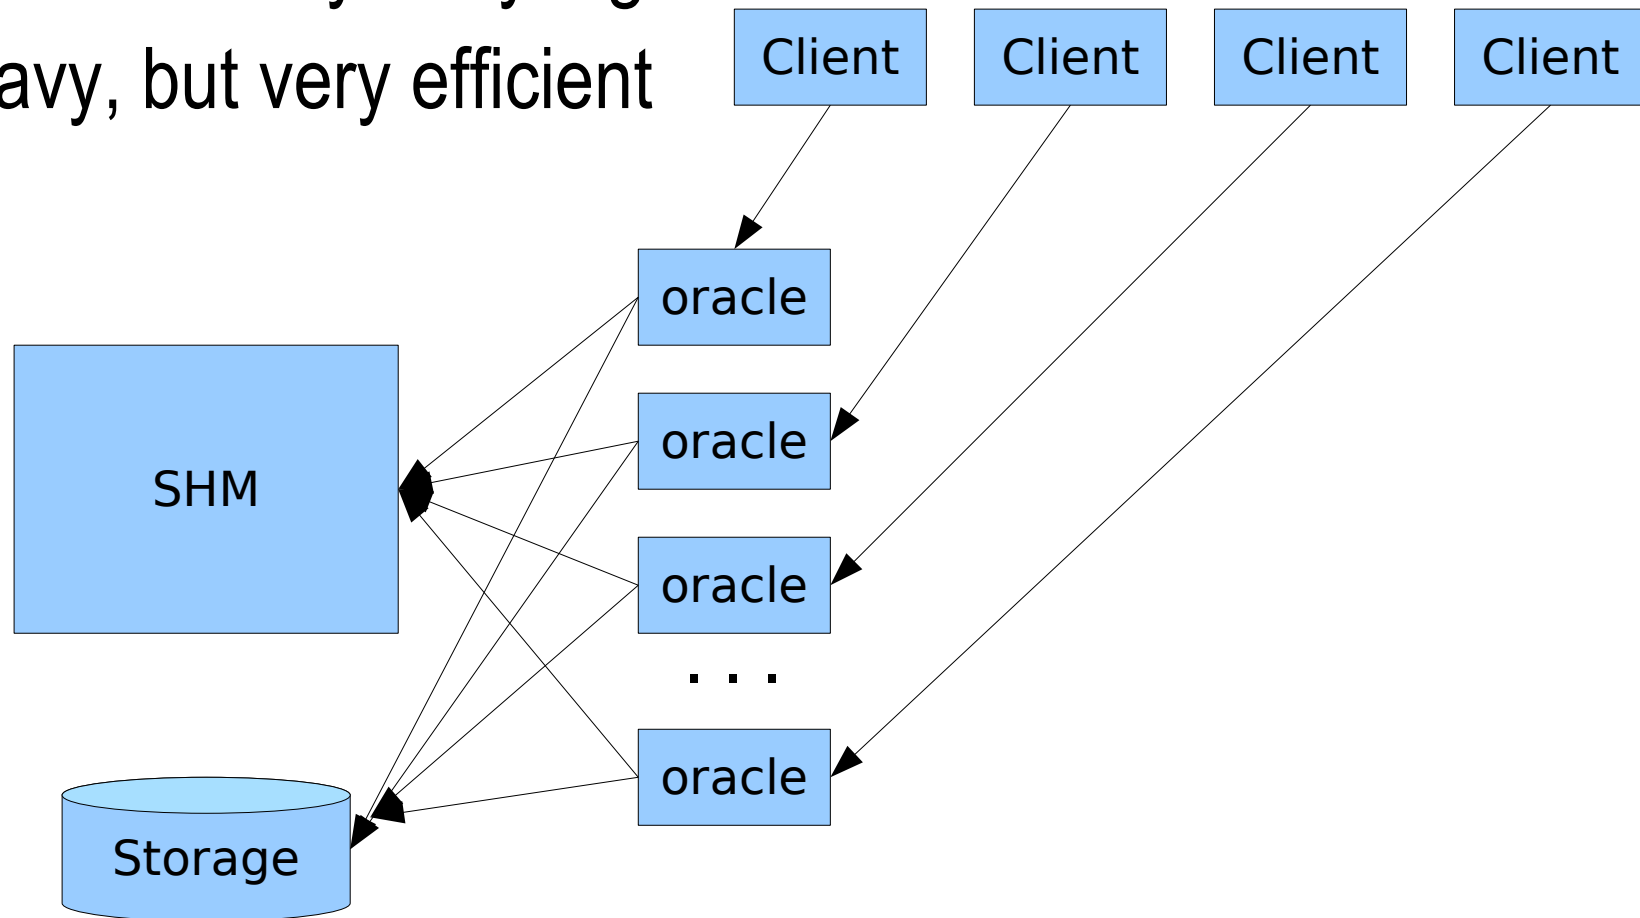 avy, but very efficient
Client
Client
Client
Client
oracle
oracle
SHM
oracle
. . .
oracle
Storage